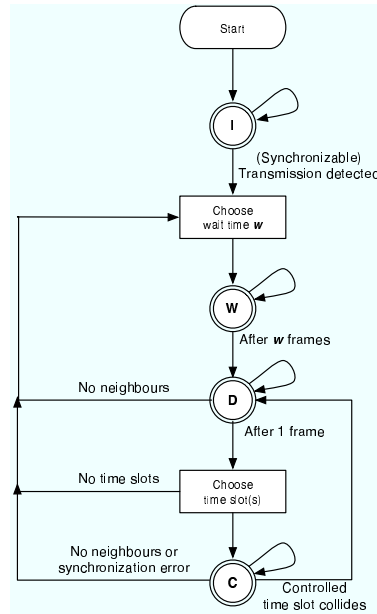 Start
I
(Synchronizable)
Transmission detected
Choose
wait time w
W
After w frames
No neighbours
D
After 1 frame
No time slots
Choose
time slot(s)
No neighbours or
synchronization error
C
Controlled
time slot collides